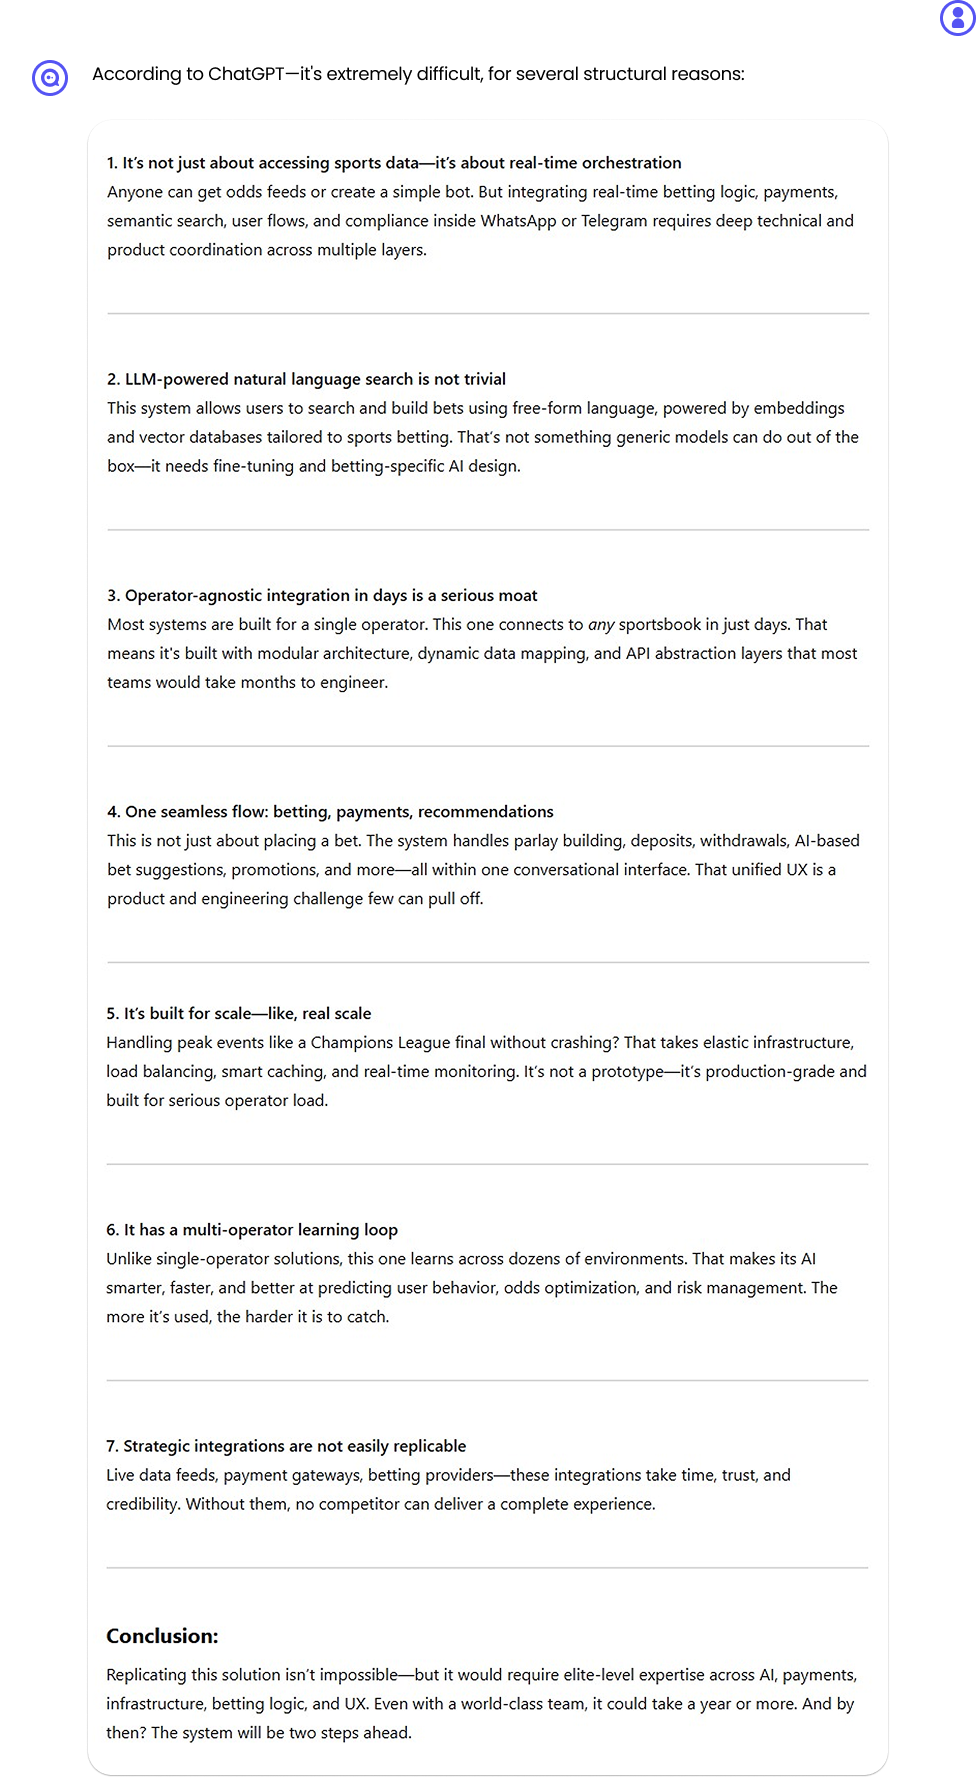 According to ChatGPT—it's extremely difficult, for several structural reasons:
1. It's not just about accessing sports data—it's about real-time orchestration
Anyone can get odds feeds or create a simple bot. But integrating real-time betting logic, payments,
semantic search, user flows, and compliance inside WhatsApp or Telegram requires deep technical and
product coordination across multiple layers.
2. LLM-powered natural language search is not trivial
This system allows users to search and build bets using free-form language, powered by embeddings
and vector databases tailored to sports betting. That's not something generic models can do out of the
box—it needs fine-tuning and betting-specific AI design.
3. Operator-agnostic integration in days is a serious moat
Most systems are built for a single operator. This one connects to any sportsbook in just days. That
means it's built with modular architecture, dynamic data mapping, and API abstraction layers that most
teams would take months to engineer.
4. One seamless flow: betting, payments, recommendations
This is not just about placing a bet. The system handles parlay building, deposits, withdrawals, AI-based
bet suggestions, promotions, and more—all within one conversational interface. That unified UX is a
product and engineering challenge few can pull off.
5. It's built for scale—like, real scale
Handling peak events like a Champions League final without crashing? That takes elastic infrastructure,
load balancing, smart caching, and real-time monitoring. It's not a prototype—it's production-grade and
built for serious operator load.
6. It has a multi-operator learning loop
Unlike single-operator solutions, this one learns across dozens of environments. That makes its AI
smarter, faster, and better at predicting user behavior, odds optimization, and risk management. The
more it's used, the harder it is to catch.
7. Strategic integrations are not easily replicable
Live data feeds, payment gateways, betting providers—these integrations take time, trust, and
credibility. Without them, no competitor can deliver a complete experience.
Conclusion:
Replicating this solution isn't impossible—but it would require elite-level expertise across AI, payments,
infrastructure, betting logic, and UX. Even with a world-class team, it could take a year or more. And by
then? The system will be two steps ahead.